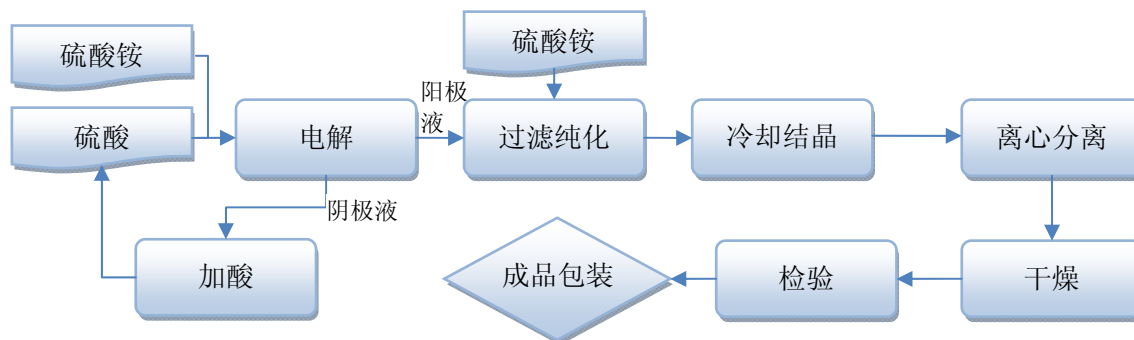 硫酸铵
硫酸铵
硫酸
电解
阳极
液
过滤纯化
冷却结晶
离心分离
阴极液
加酸
成品包装
检验
干燥